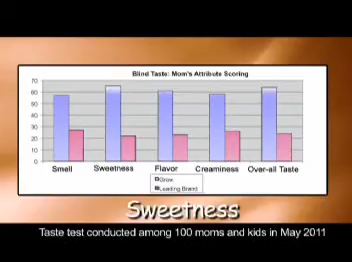 Blind Taste: Mom's Attribute Scoring
70
60
50
40
30
20
10
0
Smell Sweetness Flavor Creaminess Over-all Taste
Grow
Leading Brand
Sweetness
Taste test conducted among 100 moms and kids in May 2011